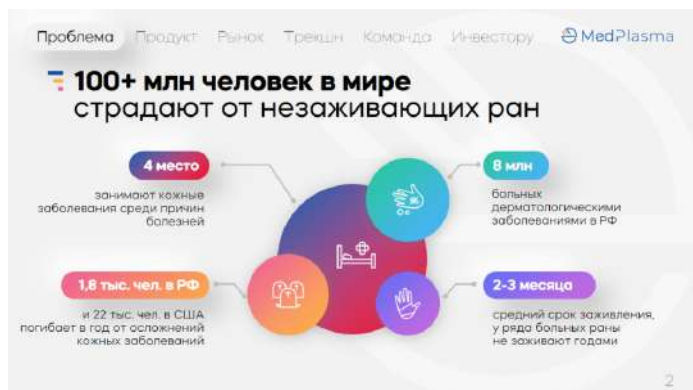 Проблема Продукт Рынок Трекшн Команда Инвестору MedPlasma
100+ млн человек в мире
страдают от незаживающих ран
4 место
занимают кожные
заболевания среди причин
болезней
8 млн
больных
дерматологическими
заболеваниями в РФ
1,8 тыс. чел. в РФ
и 22 тыс. чел. в США
погибает в год от осложнений
кожных заболеваний
2-3 месяца
средний срок заживления,
у ряда больных раны
не заживают годами
2